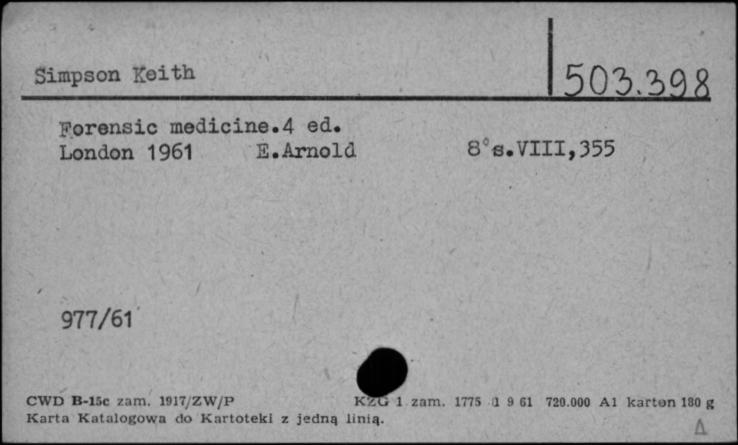 Simpson Keith
503.398
Forensic medicine.4 ed.
London 1961 E.Arnold 8°s.VIII,355
977/61
CWD B-15c zam. 1917/ZW/P KZG 1 zam. 1775 1 9 61 720.000 A1 karton 180 g
Karta Katalogowa do Kartoteki z jedną linią.